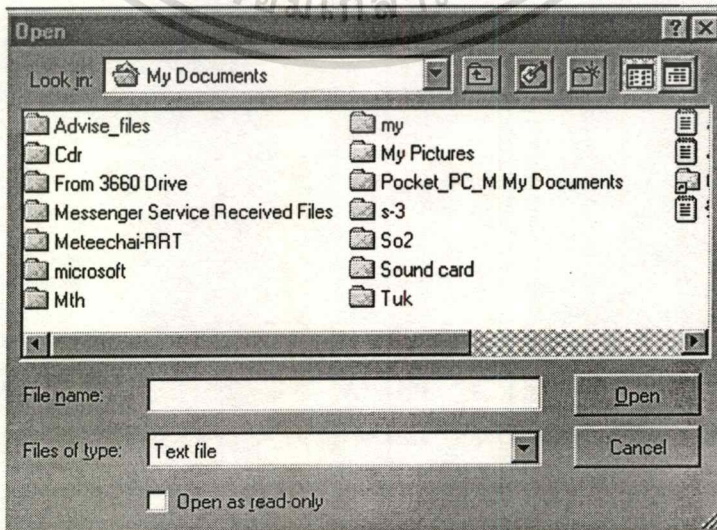 Open
Look in: My Documents
Advise_files
Cdr
From 3660 Drive
Messenger Service Received Files
Meteechai-RRT
microsoft
Mth
my
My Pictures
Pocket_PC_M My Documents
s-3
So2
Sound card
Tuk
File name:
Open
Files of type: Text file
Cancel
Open as read-only